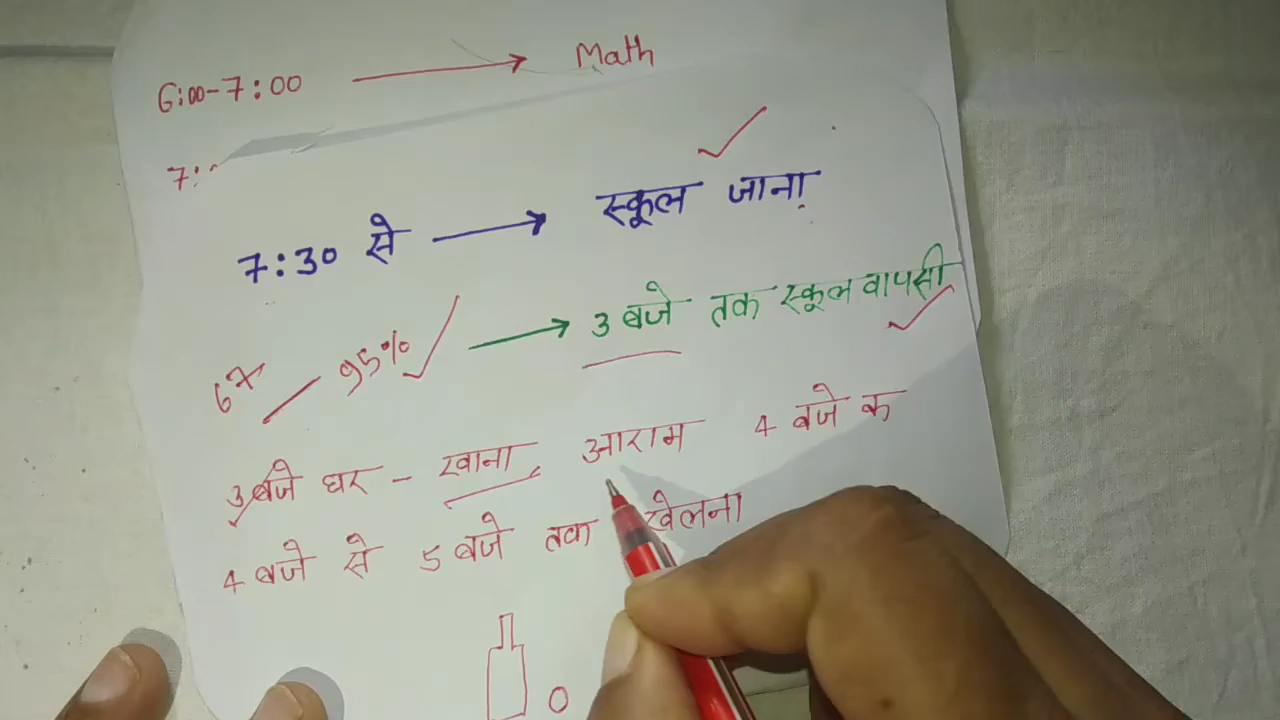 6:00-7:00 → Math
7:
7:30 से → स्कूल जाना
→ 3 बजे तक स्कूल वापसी
95%
3 बजे घर - खाना, आराम 4 बजे क
4 बजे से 5 बजे तक खेलना